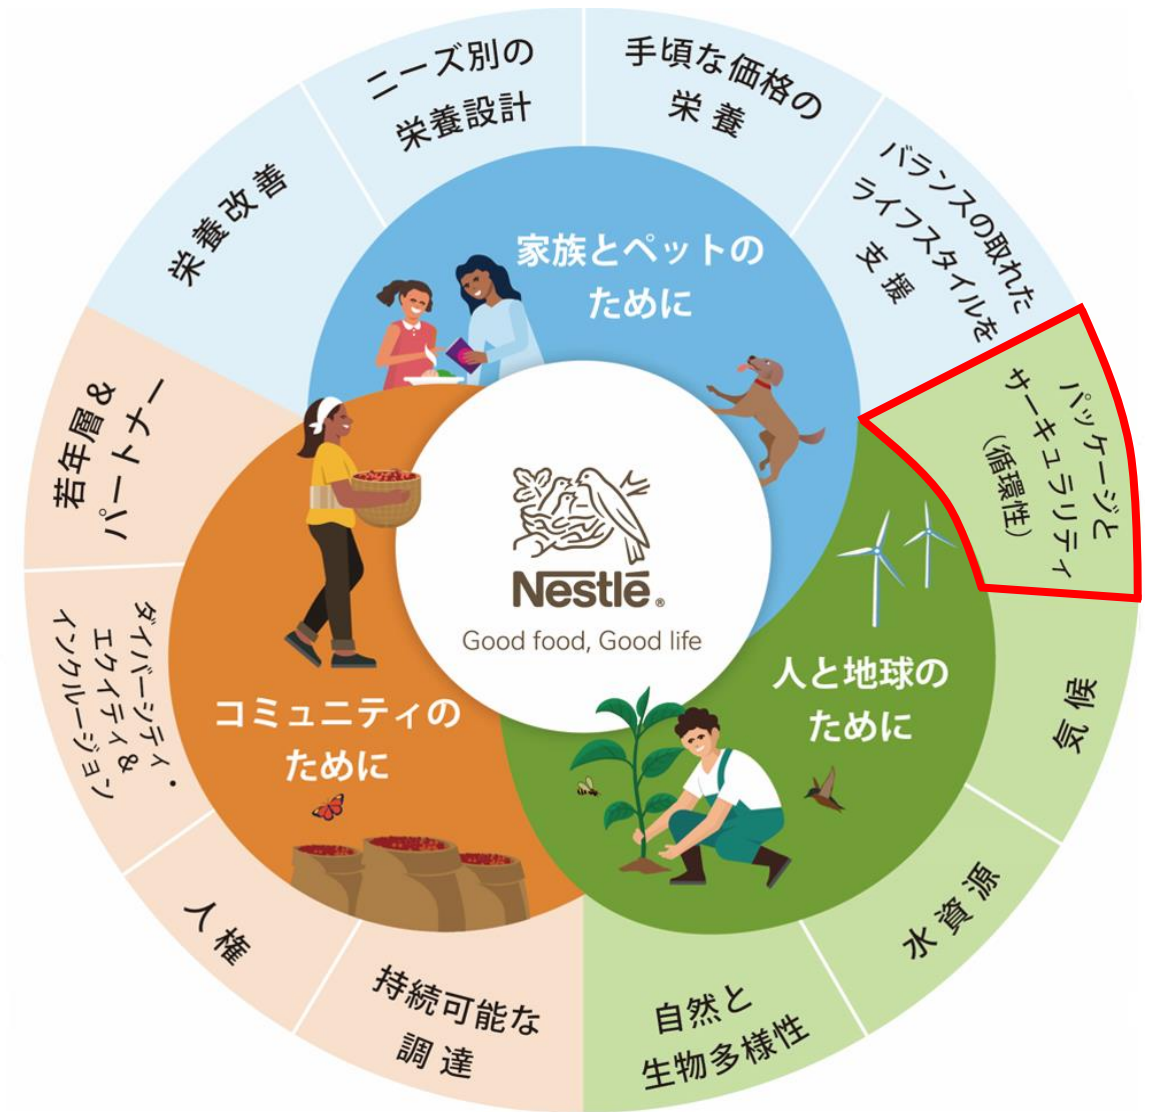 ニーズ別の
栄養設計
手頃な価格の
栄養
バランスの取れた
ライフスタイルを
支援
パッケージと
サーキュラリティ
(循環性)
気候
水資源
自然と
生物多様性
持続可能な
調達
人権
ダイバーシティ・
エクイティ&
インクルージョン
若年層&
パートナー
栄養改善
家族とペットの
ために
人と地球の
ために
コミュニティの
ために
Nestlé®
Good food, Good life